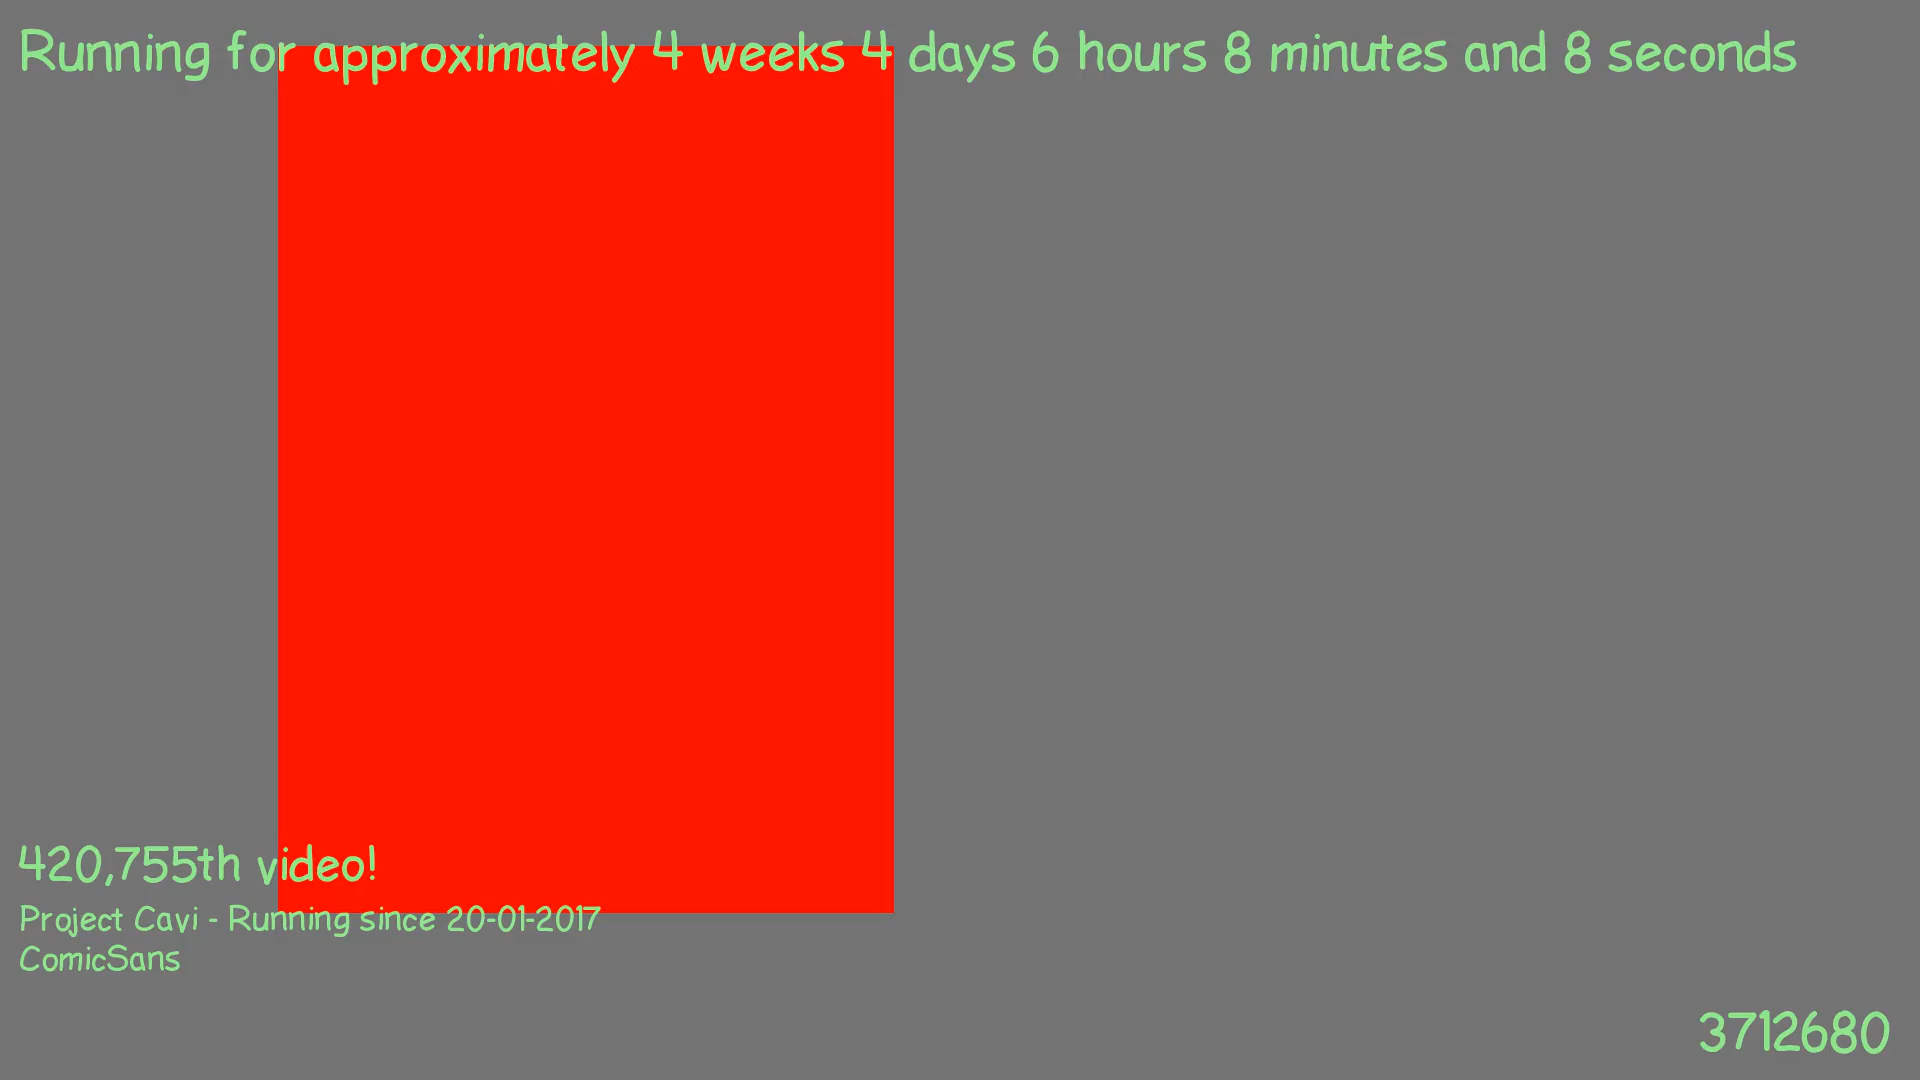 Running for approximately 4 weeks 4 days 6 hours 8 minutes and 8 seconds
420,755th video!
Project Cavi - Running since 20-01-2017
ComicSans
3712680